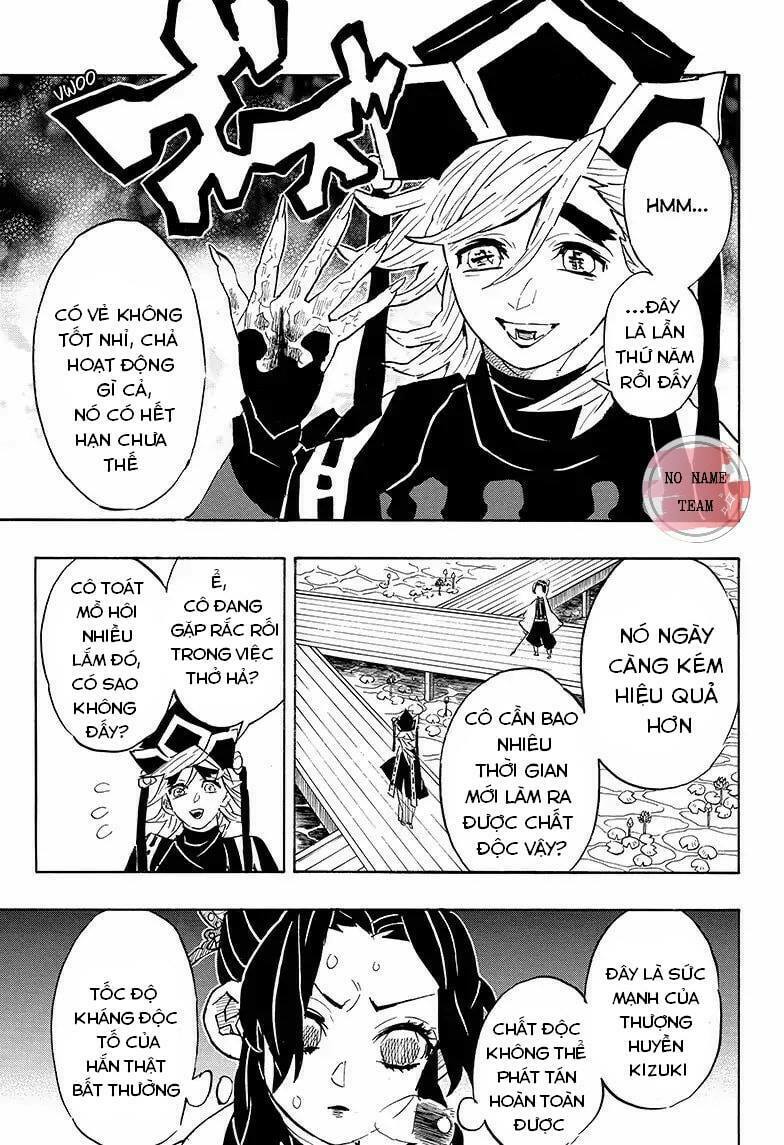 VWOO
HMM...
...ĐÂY
LÀ LẦN
THỨ NĂM
RỒI ĐẤY
CÓ VẺ KHÔNG
TỐT NHỈ, CHẢ
HOẠT ĐỘNG
GÌ CẢ,
NÓ CÓ HẾT
HẠN CHƯA
THẾ
NO NAME
TEAM
NÓ NGÀY
CÀNG KÉM
HIỆU QUẢ
HƠN
CÔ CẦN BAO
NHIÊU
THỜI GIAN
MỚI LÀM RA
ĐƯỢC CHẤT
ĐỘC VẬY?
Ể,
CÔ ĐANG
GẶP RẮC RỐI
TRONG VIỆC
THỞ HẢ?
CÔ TOÁT
MỒ HÔI
NHIỀU
LẮM ĐÓ,
CÓ SAO
KHÔNG
ĐẤY?
ĐÂY LÀ SỨC
MẠNH CỦA
THƯỢNG
HUYỀN
KIZUKI
CHẤT ĐỘC
KHÔNG THỂ
PHÁT TÁN
HOÀN TOÀN
ĐƯỢC
TỐC ĐỘ
KHÁNG ĐỘC
TỐ CỦA
HẮN THẬT
BẤT THƯỜNG